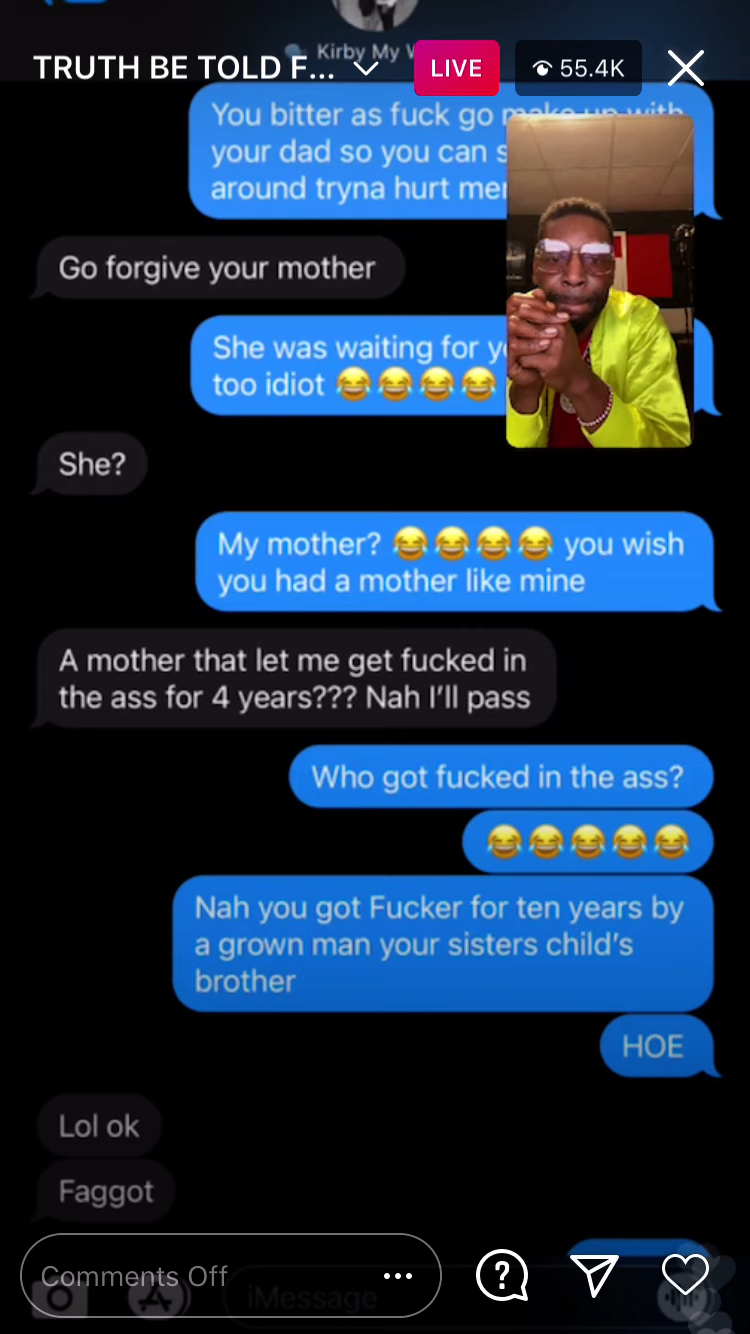 Kirby My
TRUTH BE TOLD F...
LIVE
55.4K
You bitter as fuck go make up with
your dad so you can s
around tryna hurt me
Go forgive your mother
She was waiting for y
too idiot 😂😂😂😂
She?
My mother? 😂😂😂😂 you wish
you had a mother like mine
A mother that let me get fucked in
the ass for 4 years??? Nah I'll pass
Who got fucked in the ass?
😂😂😂😂😂
Nah you got Fucker for ten years by
a grown man your sisters child's
brother
HOE
Lol ok
Faggot
Comments Off
iMessage